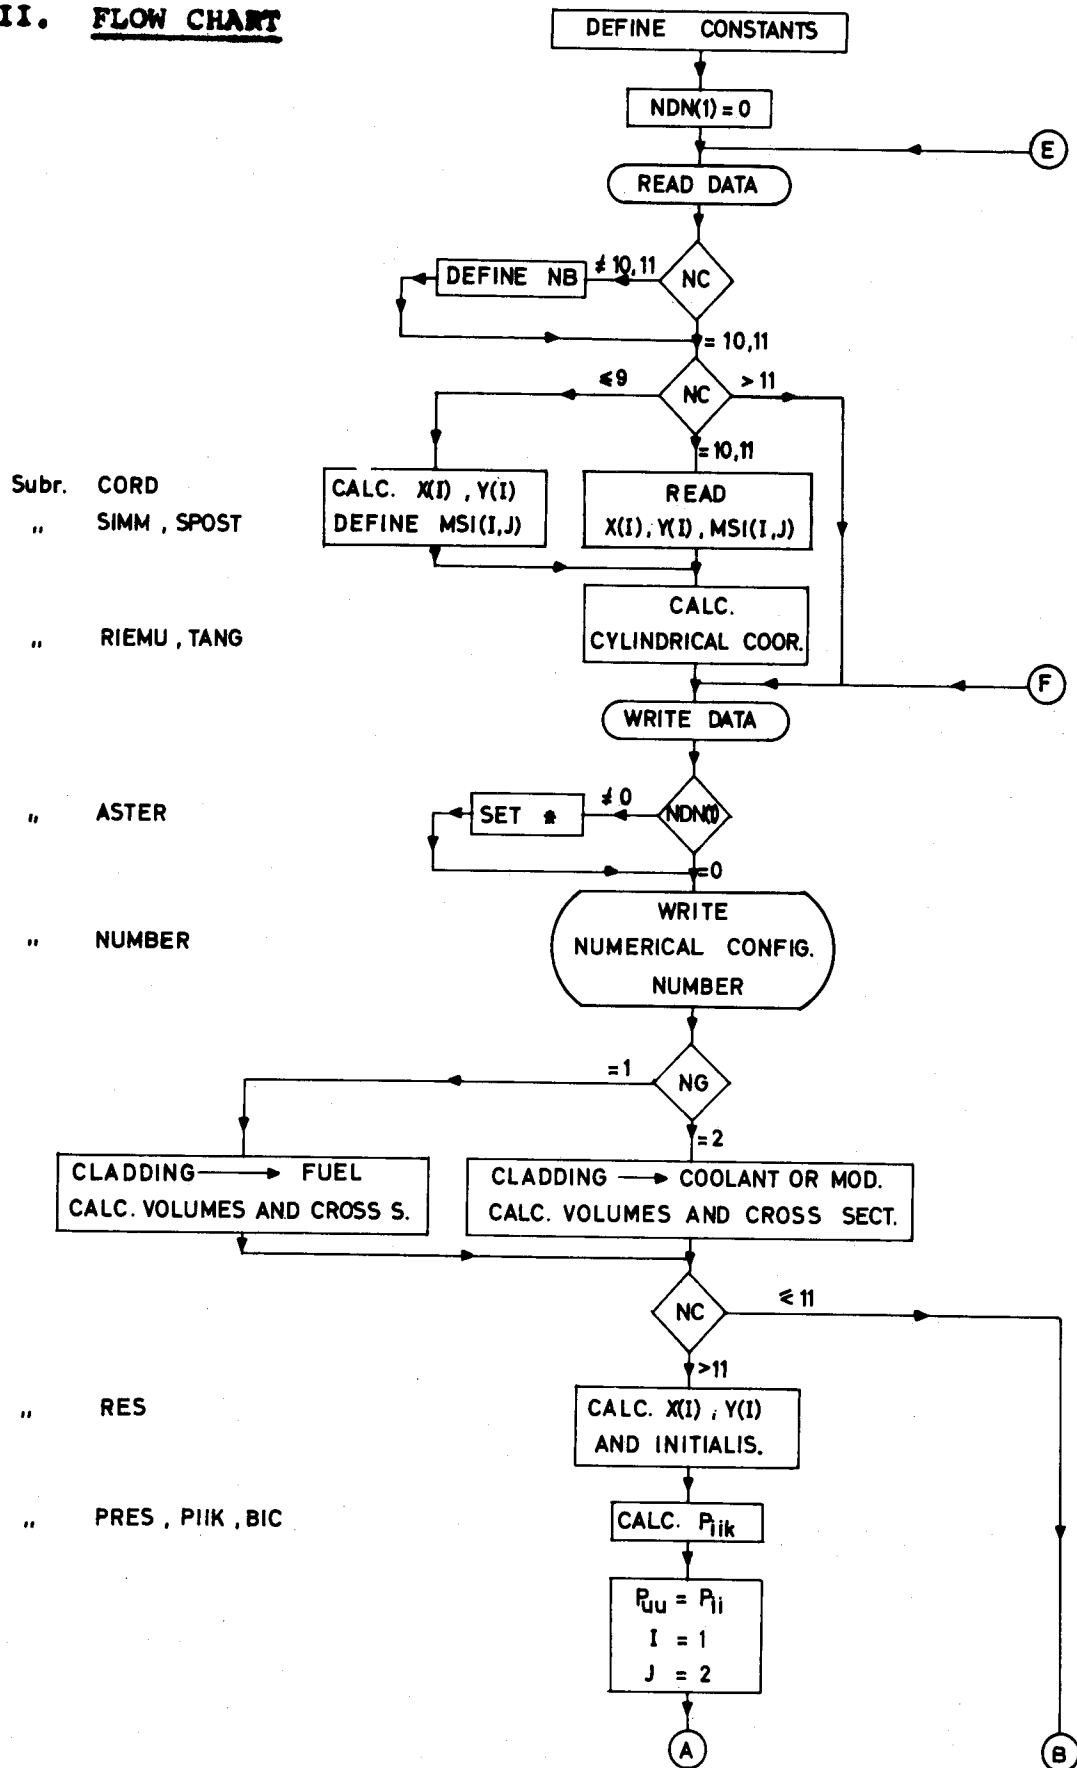 II. FLOW CHART
DEFINE CONSTANTS
NDN(1) = 0
E
READ DATA
NC
≠ 10,11
DEFINE NB
= 10,11
NC
≤9
> 11
=10,11
Subr. CORD
„ SIMM , SPOST
CALC. X(I) , Y(I)
DEFINE MSI(I,J)
READ
X(I), Y(I), MSI(I,J)
„ RIEMU , TANG
CALC.
CYLINDRICAL COOR.
F
WRITE DATA
„ ASTER
SET *
≠ 0
NDN(1)
=0
„ NUMBER
WRITE
NUMERICAL CONFIG.
NUMBER
= 1
NG
=2
CLADDING → FUEL
CALC. VOLUMES AND CROSS S.
CLADDING → COOLANT OR MOD.
CALC. VOLUMES AND CROSS SECT.
NC
≤ 11
>11
„ RES
CALC. X(I) , Y(I)
AND INITIALIS.
„ PRES , PIIK , BIC
CALC. Piik
Puu = Pii
I = 1
J = 2
A
B